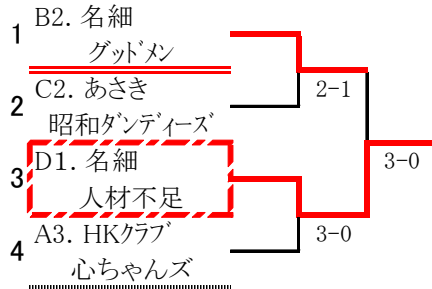 1
B2. 名細
グッドメン
2
C2. あさき
昭和ダンディーズ
2-1
3
D1. 名細
人材不足
3-0
4
A3. HKクラブ
心ちゃんズ
3-0